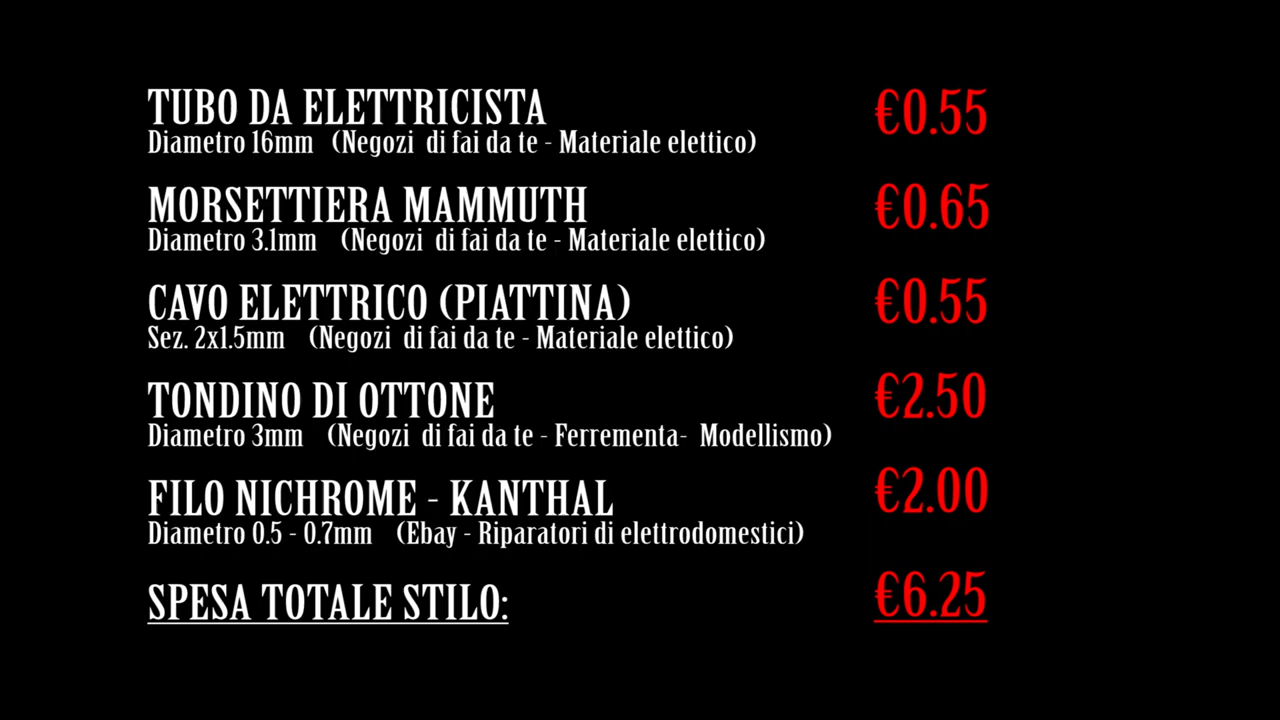 TUBO DA ELETTRICISTA €0.55
Diametro 16mm (Negozi di fai da te - Materiale elettico)
MORSETTIERA MAMMUTH €0.65
Diametro 3.1mm (Negozi di fai da te - Materiale elettico)
CAVO ELETTRICO (PIATTINA) €0.55
Sez. 2x1.5mm (Negozi di fai da te - Materiale elettico)
TONDINO DI OTTONE €2.50
Diametro 3mm (Negozi di fai da te - Ferrementa- Modellismo)
FILO NICHROME - KANTHAL €2.00
Diametro 0.5 - 0.7mm (Ebay - Riparatori di elettrodomestici)
SPESA TOTALE STILO: €6.25